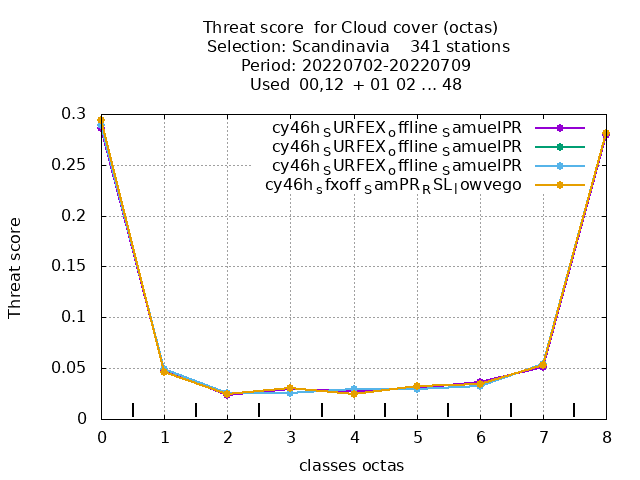 Threat score for Cloud cover (octas)
Selection: Scandinavia 341 stations
Period: 20220702-20220709
Used 00,12 + 01 02 ... 48
cy46h_SURFEX_offline_SamuelPR
cy46h_SURFEX_offline_SamuelPR
cy46h_SURFEX_offline_SamuelPR
cy46h_sfxoff_SamPR_RSL_lowvego
Threat score
0.3
0.25
0.2
0.15
0.1
0.05
0
0 1 2 3 4 5 6 7 8
classes octas